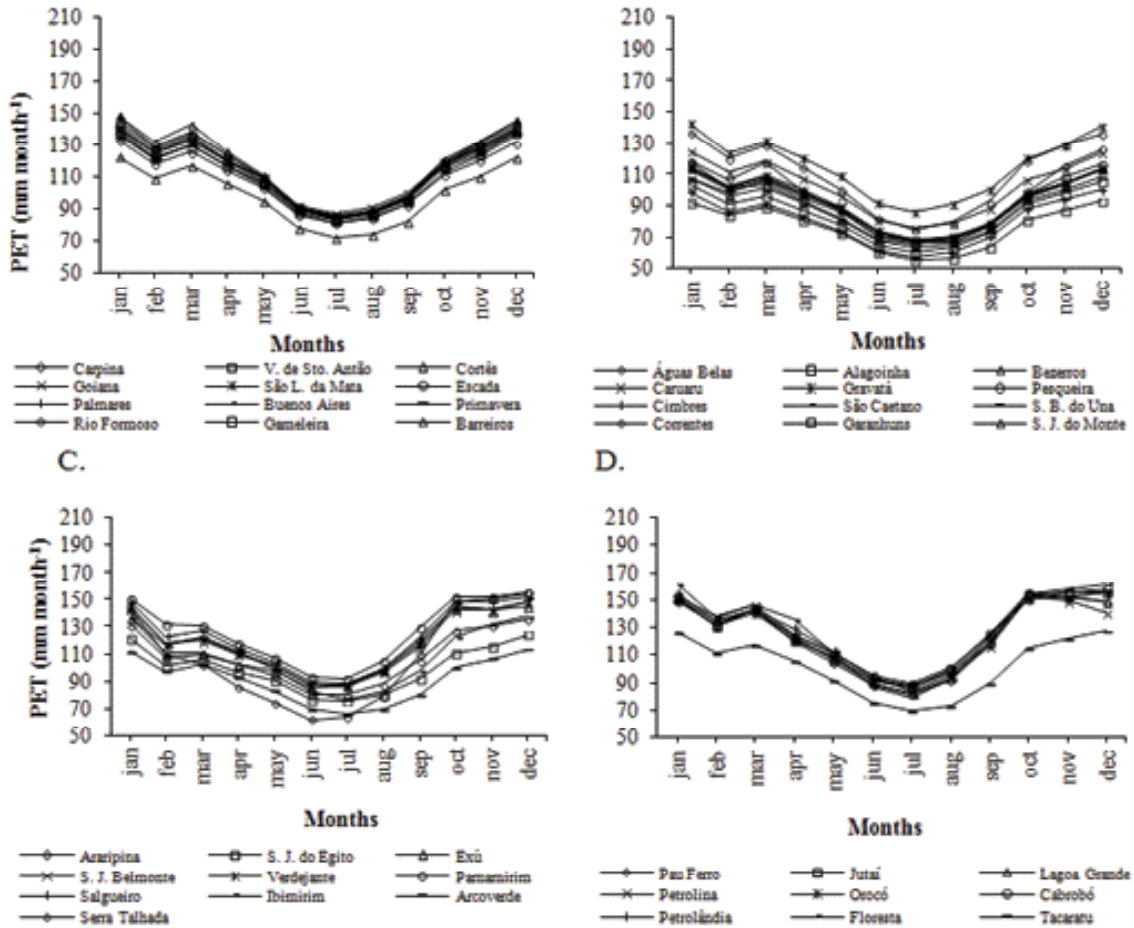 210 210
190 190
170 170
150 150
130 130
110 110
90 90
70 70
50 50
PET (mm month-1)
jan feb mar apr may jun jul aug sep oct nov dec
jan feb mar apr may jun jul aug sep oct nov dec
Months Months
Carpina V. de Sto. Antão Cortês
Goiana São L. da Mata Escada
Palmares Buenos Aires Primavera
Rio Formoso Gameleira Barreiros
Águas Belas Alagoinha Bezerros
Caruaru Gravatá Pesqueira
Cimbres São Caetano S. B. do Una
Correntes Garanhuns S. J. do Monte
C. D.
210 210
190 190
170 170
150 150
130 130
110 110
90 90
70 70
50 50
PET (mm month-1)
jan feb mar apr may jun jul aug sep oct nov dec
jan feb mar apr may jun jul aug sep oct nov dec
Months Months
Araripina S. J. do Egito Exú
S. J. Belmonte Verdejante Parnamirim
Salgueiro Ibimirim Arcoverde
Serra Talhada
Pau Ferro Jutaí Lagoa Grande
Petrolina Orocó Cabrobó
Petrolândia Floresta Tacaratu